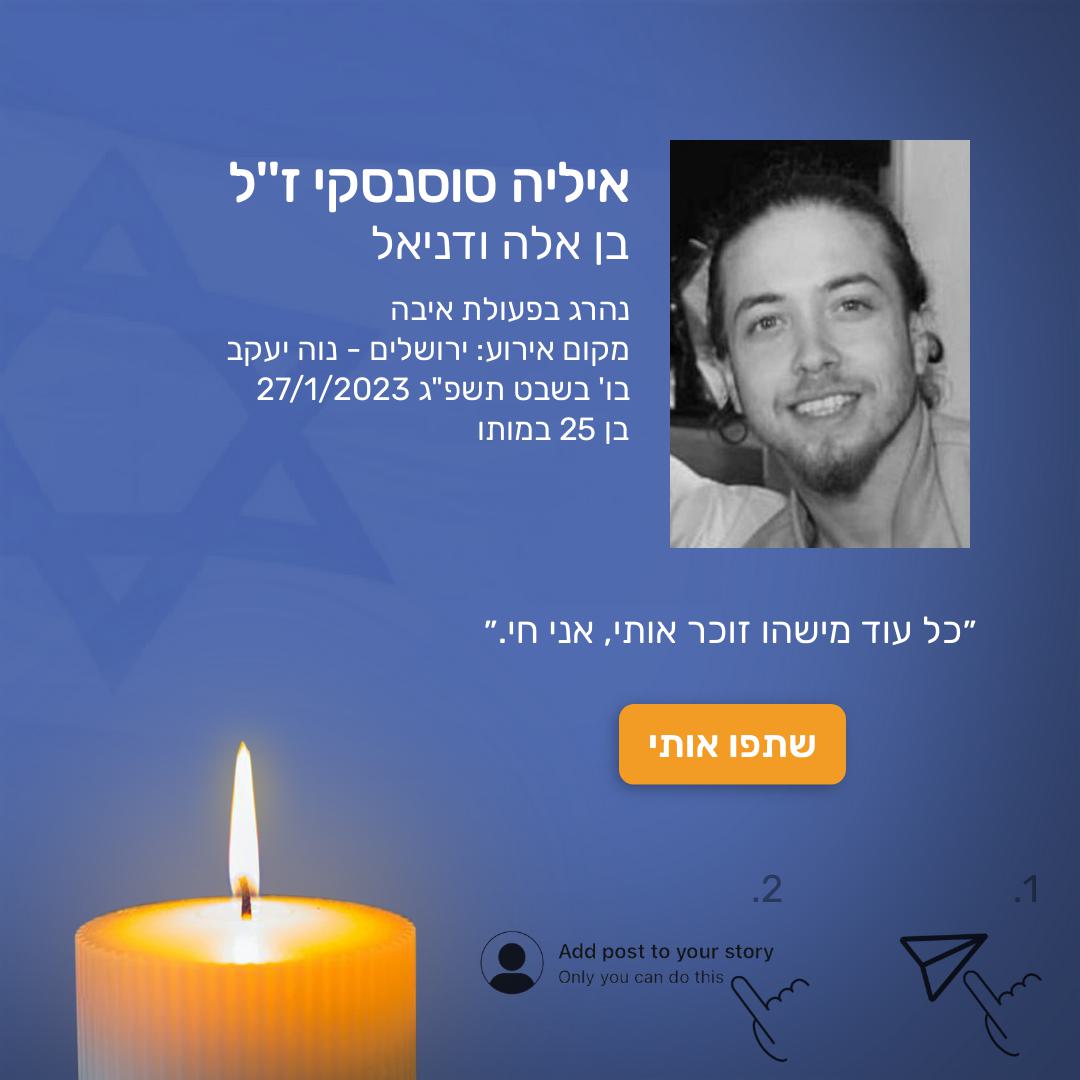 איליה סוסנסקי ז"ל
בן אלה ודניאל
נהרג בפעולת איבה
מקום אירוע: ירושלים - נוה יעקב
בו' בשבט תשפ"ג 27/1/2023
בן 25 במותו
״כל עוד מישהו זוכר אותי, אני חי.״
שתפו אותי
1.
2.
Add post to your story
Only you can do this